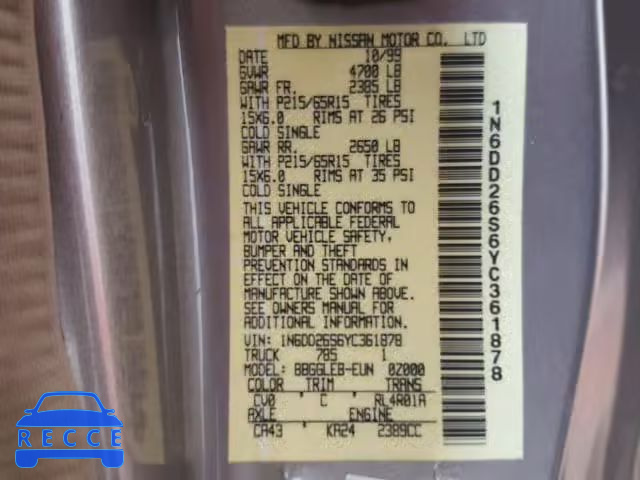 MFD BY NISSAN MOTOR CO., LTD
DATE 10/99
GVWR 4700 LB
GAWR FR. 2385 LB
WITH P215/65R15 TIRES
15X6.0 RIMS AT 26 PSI
COLD SINGLE
GAWR RR. 2650 LB
WITH P215/65R15 TIRES
15X6.0 RIMS AT 35 PSI
COLD SINGLE
THIS VEHICLE CONFORMS TO
ALL APPLICABLE FEDERAL
MOTOR VEHICLE SAFETY,
BUMPER AND THEFT
PREVENTION STANDARDS IN
EFFECT ON THE DATE OF
MANUFACTURE SHOWN ABOVE.
SEE OWNERS MANUAL FOR
ADDITIONAL INFORMATION.
VIN: 1N6DD26S6YC361878
TRUCK 785 1
MODEL: BBGGLEB-EUN 02000
COLOR TRIM TRANS
CV0 ' C ' RL4R01A
AXLE ENGINE
CA43 ' KA24 2389CC
1N6DD26S6YC361878
RECCE